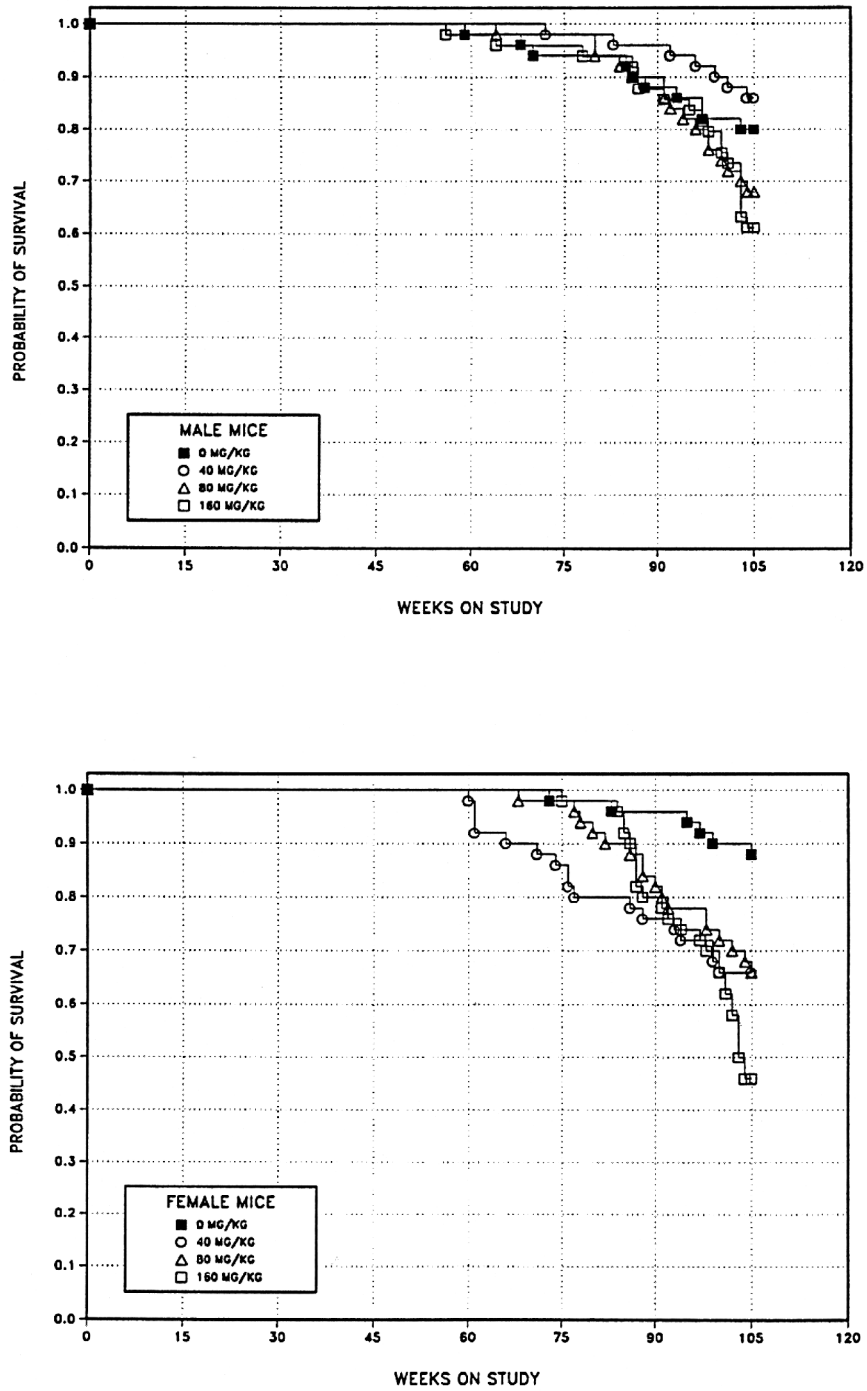 1.0
0.9
0.8
0.7
0.6
0.5
0.4
0.3
0.2
0.1
0.0
PROBABILITY OF SURVIVAL
MALE MICE
0 MG/KG
40 MG/KG
80 MG/KG
160 MG/KG
0 15 30 45 60 75 90 105 120
WEEKS ON STUDY
1.0
0.9
0.8
0.7
0.6
0.5
0.4
0.3
0.2
0.1
0.0
PROBABILITY OF SURVIVAL
FEMALE MICE
0 MG/KG
40 MG/KG
80 MG/KG
160 MG/KG
0 15 30 45 60 75 90 105 120
WEEKS ON STUDY